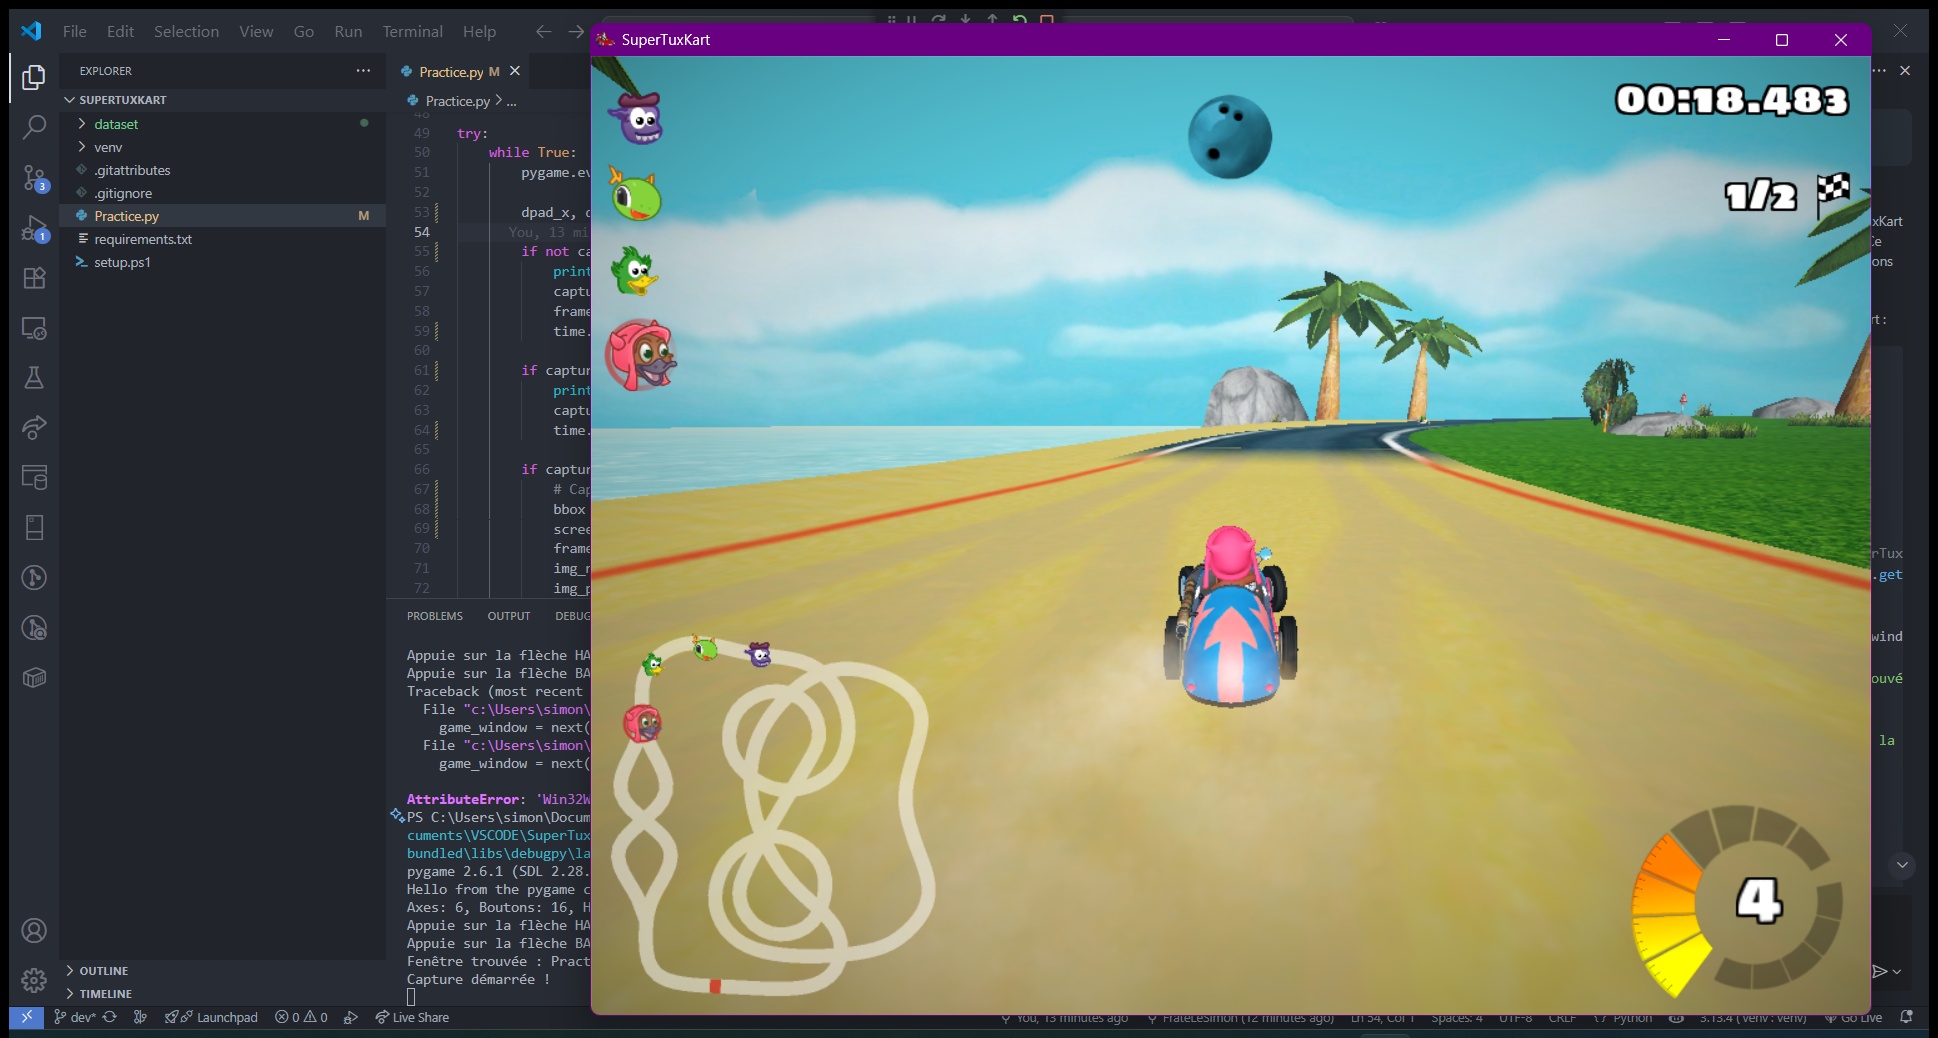 File Edit Selection View Go Run Terminal Help
SuperTuxKart
EXPLORER
SUPERTUXKART
dataset
venv
.gitattributes
.gitignore
Practice.py M
requirements.txt
setup.ps1
OUTLINE
TIMELINE
3
1
Practice.py M
Practice.py > ...
48
49 try:
50 while True:
51 pygame.ev
52
53 dpad_x, d
54 You, 13 mi
55 if not ca
56 print
57 captu
58 frame
59 time.
60
61 if captur
62 print
63 captu
64 time.
65
66 if captur
67 # Cap
68 bbox
69 scree
70 frame
71 img_r
72 img_p
PROBLEMS OUTPUT DEBUG
Appuie sur la flèche HA
Appuie sur la flèche BA
Traceback (most recent
File "c:\Users\simon\
game_window = next(
File "c:\Users\simon\
game_window = next(
AttributeError: 'Win32W
PS C:\Users\simon\Docum
cuments\VSCODE\SuperTux
bundled\libs\debugpy\la
pygame 2.6.1 (SDL 2.28.
Hello from the pygame c
Axes: 6, Boutons: 16, H
Appuie sur la flèche HA
Appuie sur la flèche BA
Fenêtre trouvée : Pract
Capture démarrée !
00:18.483
1/2
4
xKart
ons
rt:
rTux
.get
wind
ouvé
la
dev* Launchpad 0 0 Live Share
You, 13 minutes ago FrateLeSimon (12 minutes ago) Ln 54, Col 1 Spaces: 4 UTF-8 CRLF Python 3.13.4 ('venv': venv) Go Live